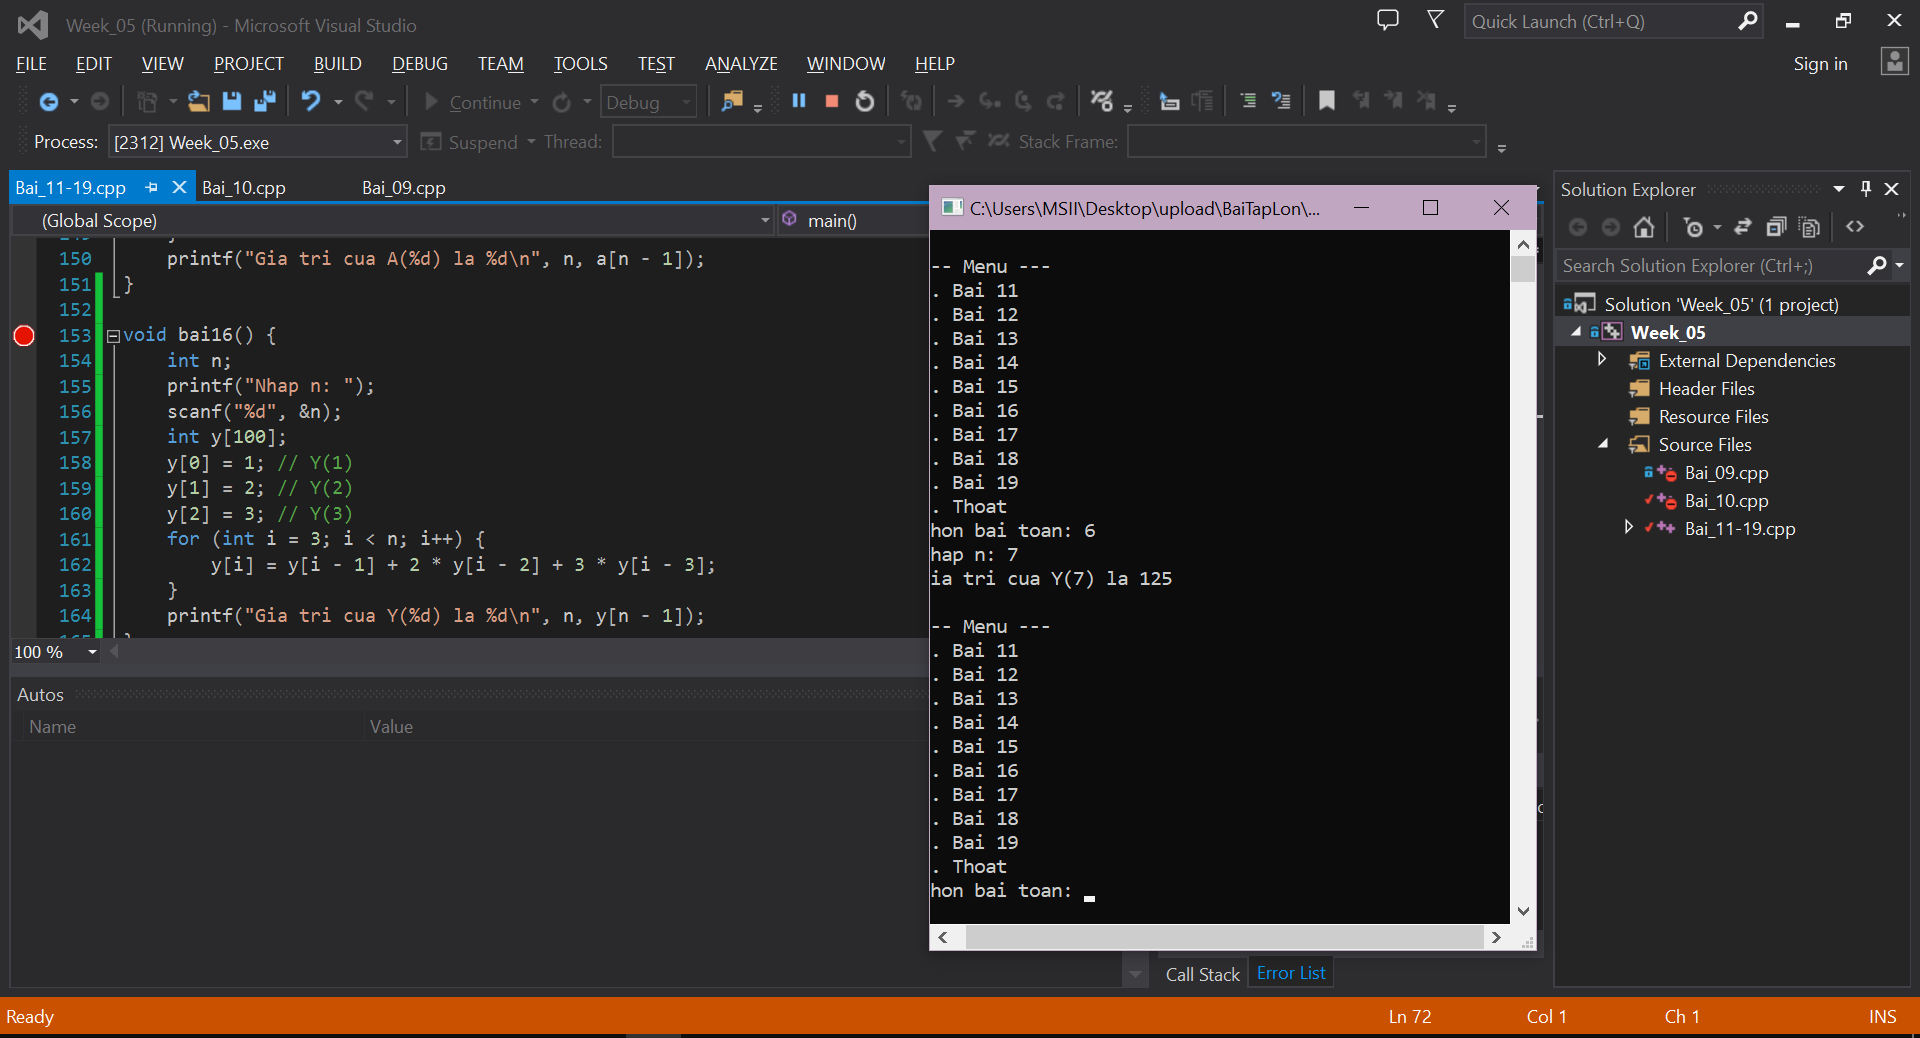 Week_05 (Running) - Microsoft Visual Studio
Quick Launch (Ctrl+Q)
FILE EDIT VIEW PROJECT BUILD DEBUG TEAM TOOLS TEST ANALYZE WINDOW HELP
Sign in
Continue
Debug
Process: [2312] Week_05.exe
Suspend Thread:
Stack Frame:
Bai_11-19.cpp Bai_10.cpp Bai_09.cpp
(Global Scope)
main()
150 printf("Gia tri cua A(%d) la %d\n", n, a[n - 1]);
151 }
152
153 void bai16() {
154 int n;
155 printf("Nhap n: ");
156 scanf("%d", &n);
157 int y[100];
158 y[0] = 1; // Y(1)
159 y[1] = 2; // Y(2)
160 y[2] = 3; // Y(3)
161 for (int i = 3; i < n; i++) {
162 y[i] = y[i - 1] + 2 * y[i - 2] + 3 * y[i - 3];
163 }
164 printf("Gia tri cua Y(%d) la %d\n", n, y[n - 1]);
100 %
Autos
Name Value
C:\Users\MSII\Desktop\upload\BaiTapLon\...
-- Menu ---
. Bai 11
. Bai 12
. Bai 13
. Bai 14
. Bai 15
. Bai 16
. Bai 17
. Bai 18
. Bai 19
. Thoat
hon bai toan: 6
hap n: 7
ia tri cua Y(7) la 125
-- Menu ---
. Bai 11
. Bai 12
. Bai 13
. Bai 14
. Bai 15
. Bai 16
. Bai 17
. Bai 18
. Bai 19
. Thoat
hon bai toan:
Call Stack Error List
Solution Explorer
Search Solution Explorer (Ctrl+;)
Solution 'Week_05' (1 project)
Week_05
External Dependencies
Header Files
Resource Files
Source Files
Bai_09.cpp
Bai_10.cpp
Bai_11-19.cpp
Ready
Ln 72 Col 1 Ch 1 INS